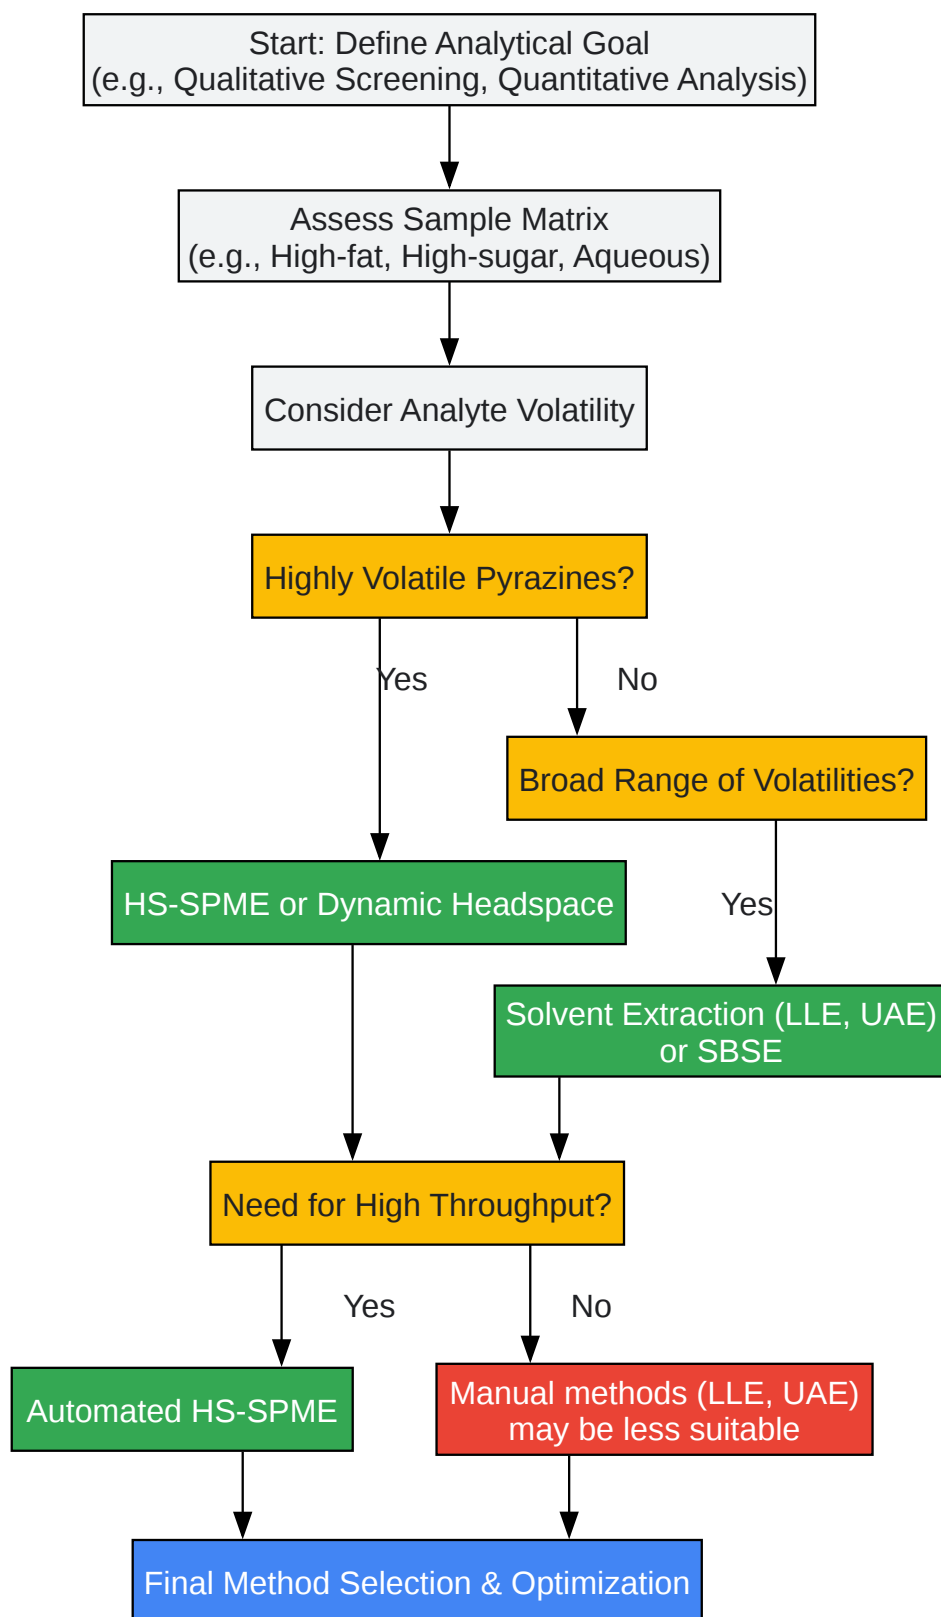 Start: Define Analytical Goal
(e.g., Qualitative Screening, Quantitative Analysis)
Assess Sample Matrix
(e.g., High-fat, High-sugar, Aqueous)
Consider Analyte Volatility
Highly Volatile Pyrazines?
Yes
No
Broad Range of Volatilities?
HS-SPME or Dynamic Headspace
Yes
Solvent Extraction (LLE, UAE)
or SBSE
Need for High Throughput?
Yes
No
Automated HS-SPME
Manual methods (LLE, UAE)
may be less suitable
Final Method Selection & Optimization